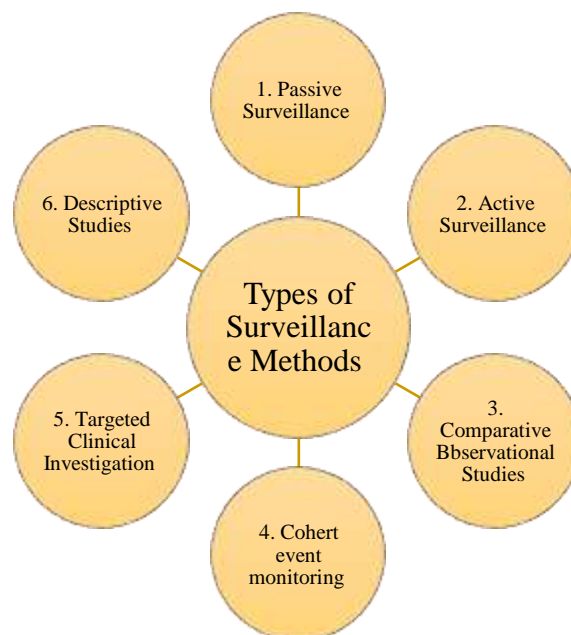 1. Passive
Surveillance
6. Descriptive
Studies
2. Active
Surveillance
Types of
Surveillanc
e Methods
5. Targeted
Clinical
Investigation
3.
Comparative
Bbservational
Studies
4. Cohert
event
monitoring